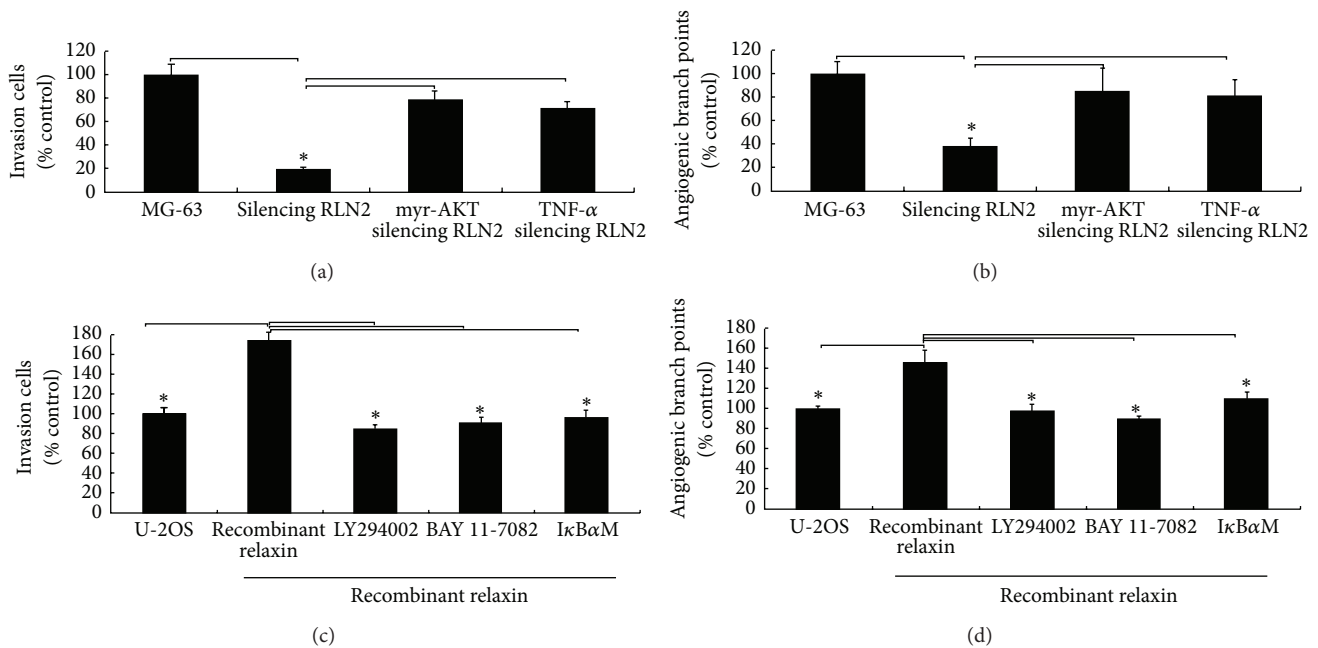 Invasion cells
(% control)
120
100
80
60
40
20
0
*
MG-63
Silencing RLN2
myr-AKT
silencing RLN2
TNF-α
silencing RLN2
(a)
Angiogenic branch points
(% control)
120
100
80
60
40
20
0
*
MG-63
Silencing RLN2
myr-AKT
silencing RLN2
TNF-α
silencing RLN2
(b)
Invasion cells
(% control)
180
160
140
120
100
80
60
40
20
0
*
*
*
*
U-2OS
Recombinant
relaxin
LY294002
BAY 11-7082
IκBαM
Recombinant relaxin
(c)
Angiogenic branch points
(% control)
180
160
140
120
100
80
60
40
20
0
*
*
*
*
U-2OS
Recombinant
relaxin
LY294002
BAY 11-7082
IκBαM
Recombinant relaxin
(d)